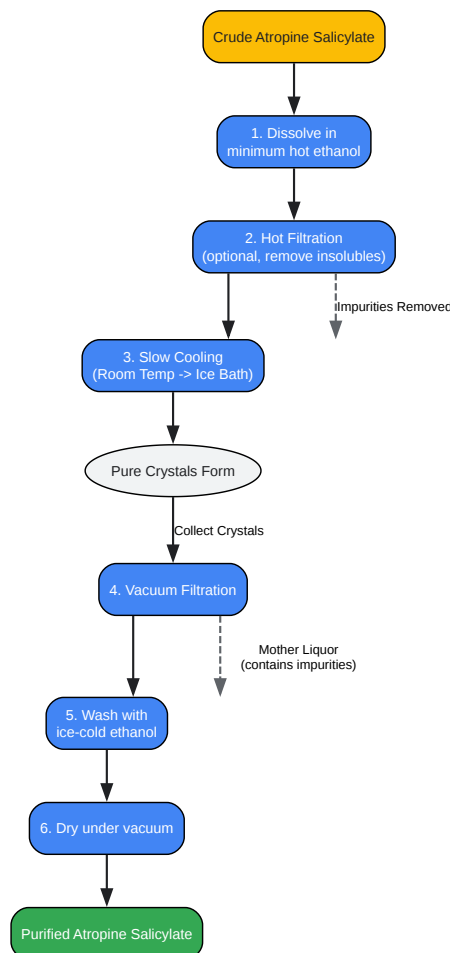 Crude Atropine Salicylate
1. Dissolve in
minimum hot ethanol
2. Hot Filtration
(optional, remove insolubles)
Impurities Removed
3. Slow Cooling
(Room Temp -> Ice Bath)
Pure Crystals Form
Collect Crystals
4. Vacuum Filtration
Mother Liquor
(contains impurities)
5. Wash with
ice-cold ethanol
6. Dry under vacuum
Purified Atropine Salicylate